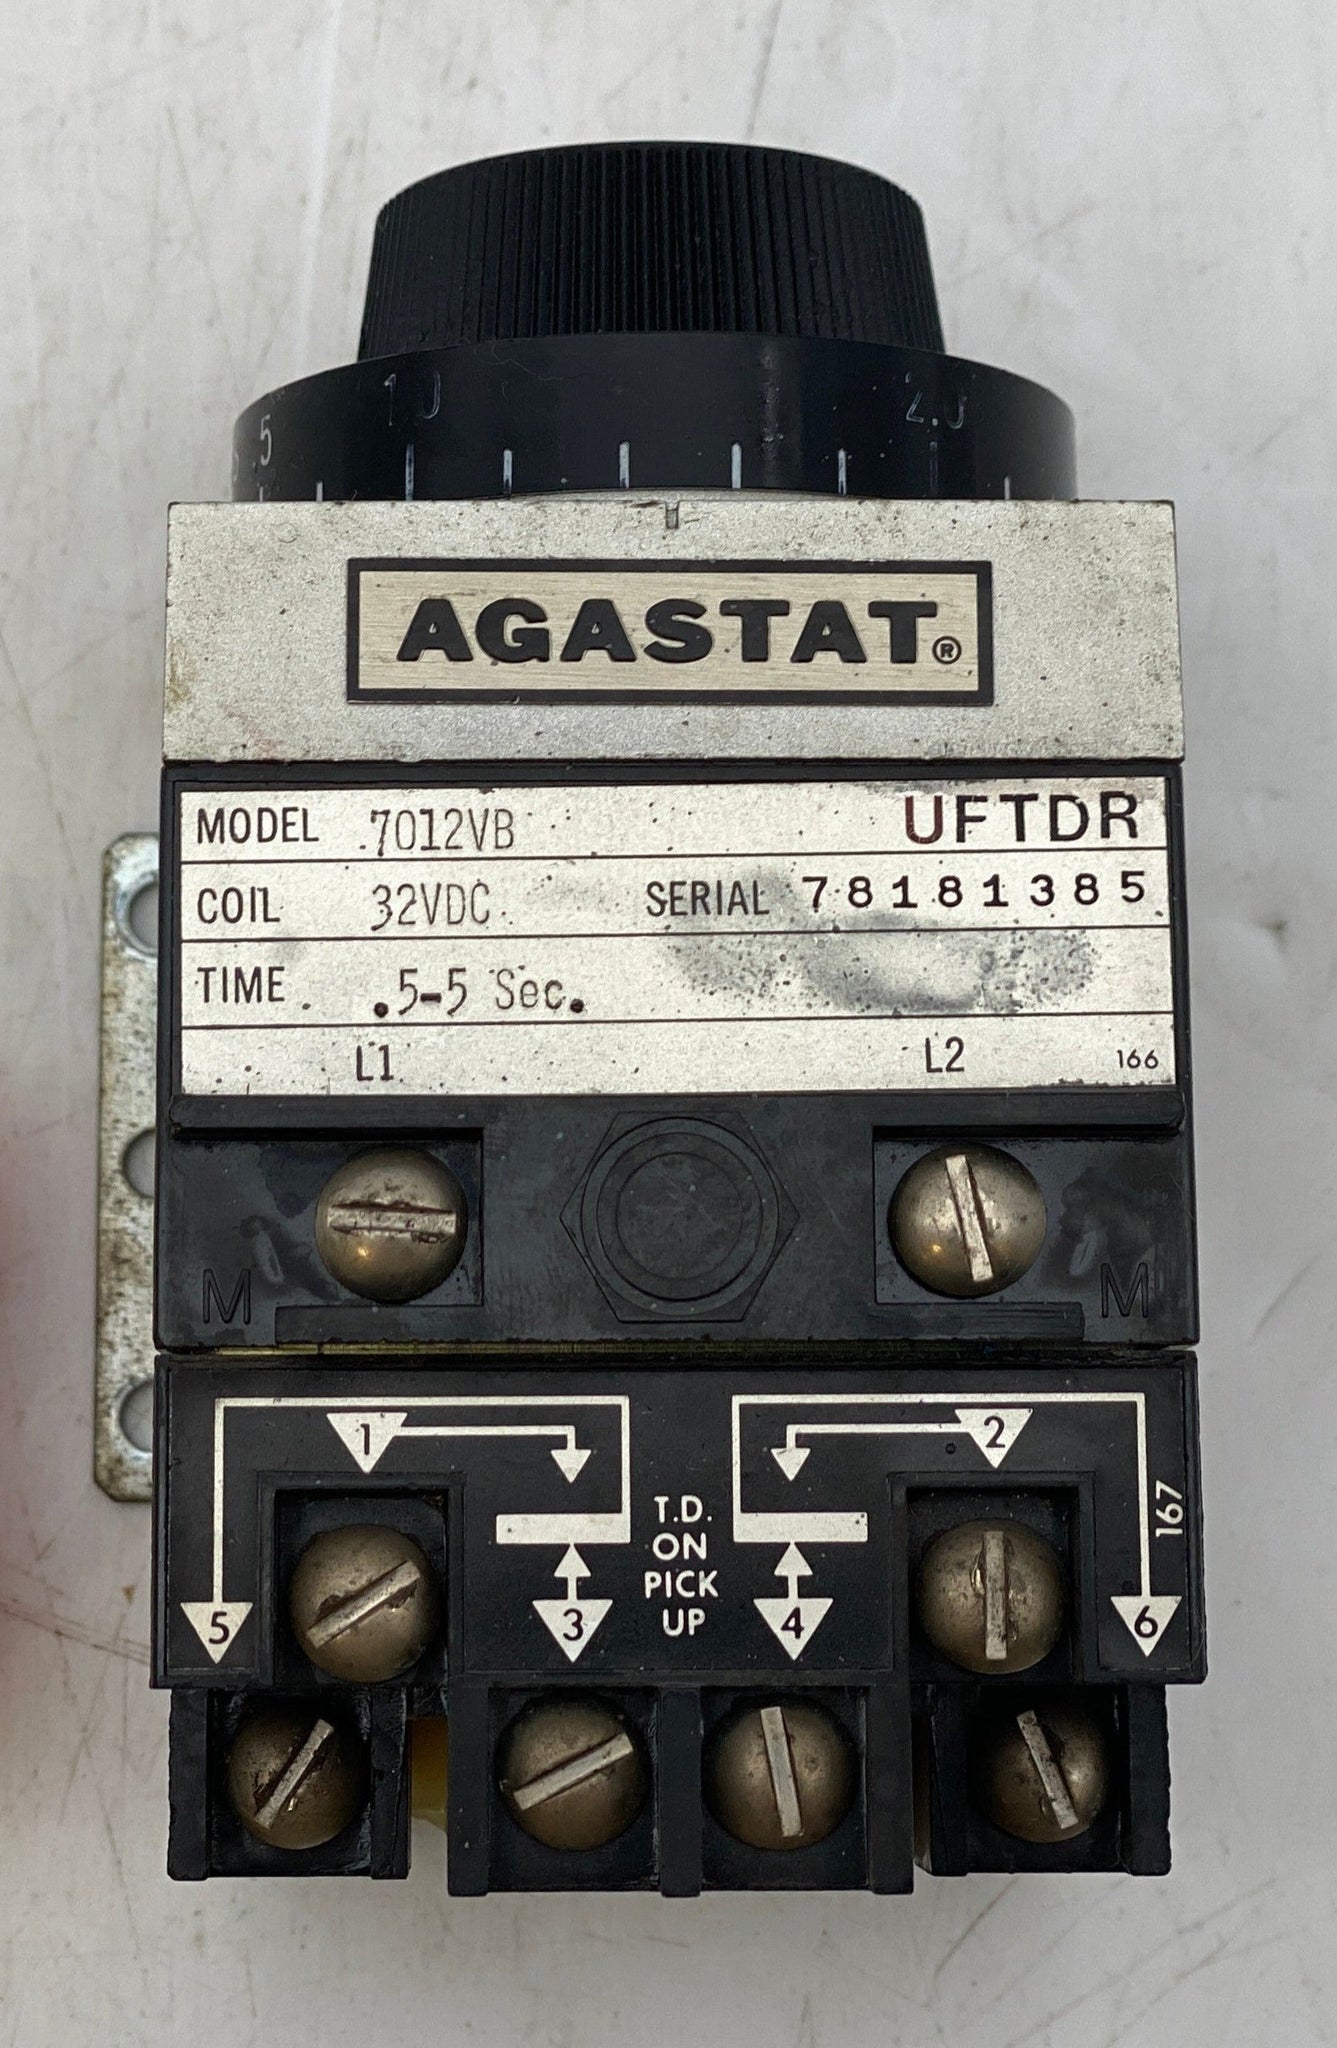 .5 1.0 2.0
AGASTAT®
MODEL 7012VB UFTDR
COIL 32VDC SERIAL 78181385
TIME .5-5 Sec.
L1 L2 166
M M
1 2
T.D.
ON
PICK
UP
167
5 3 4 6